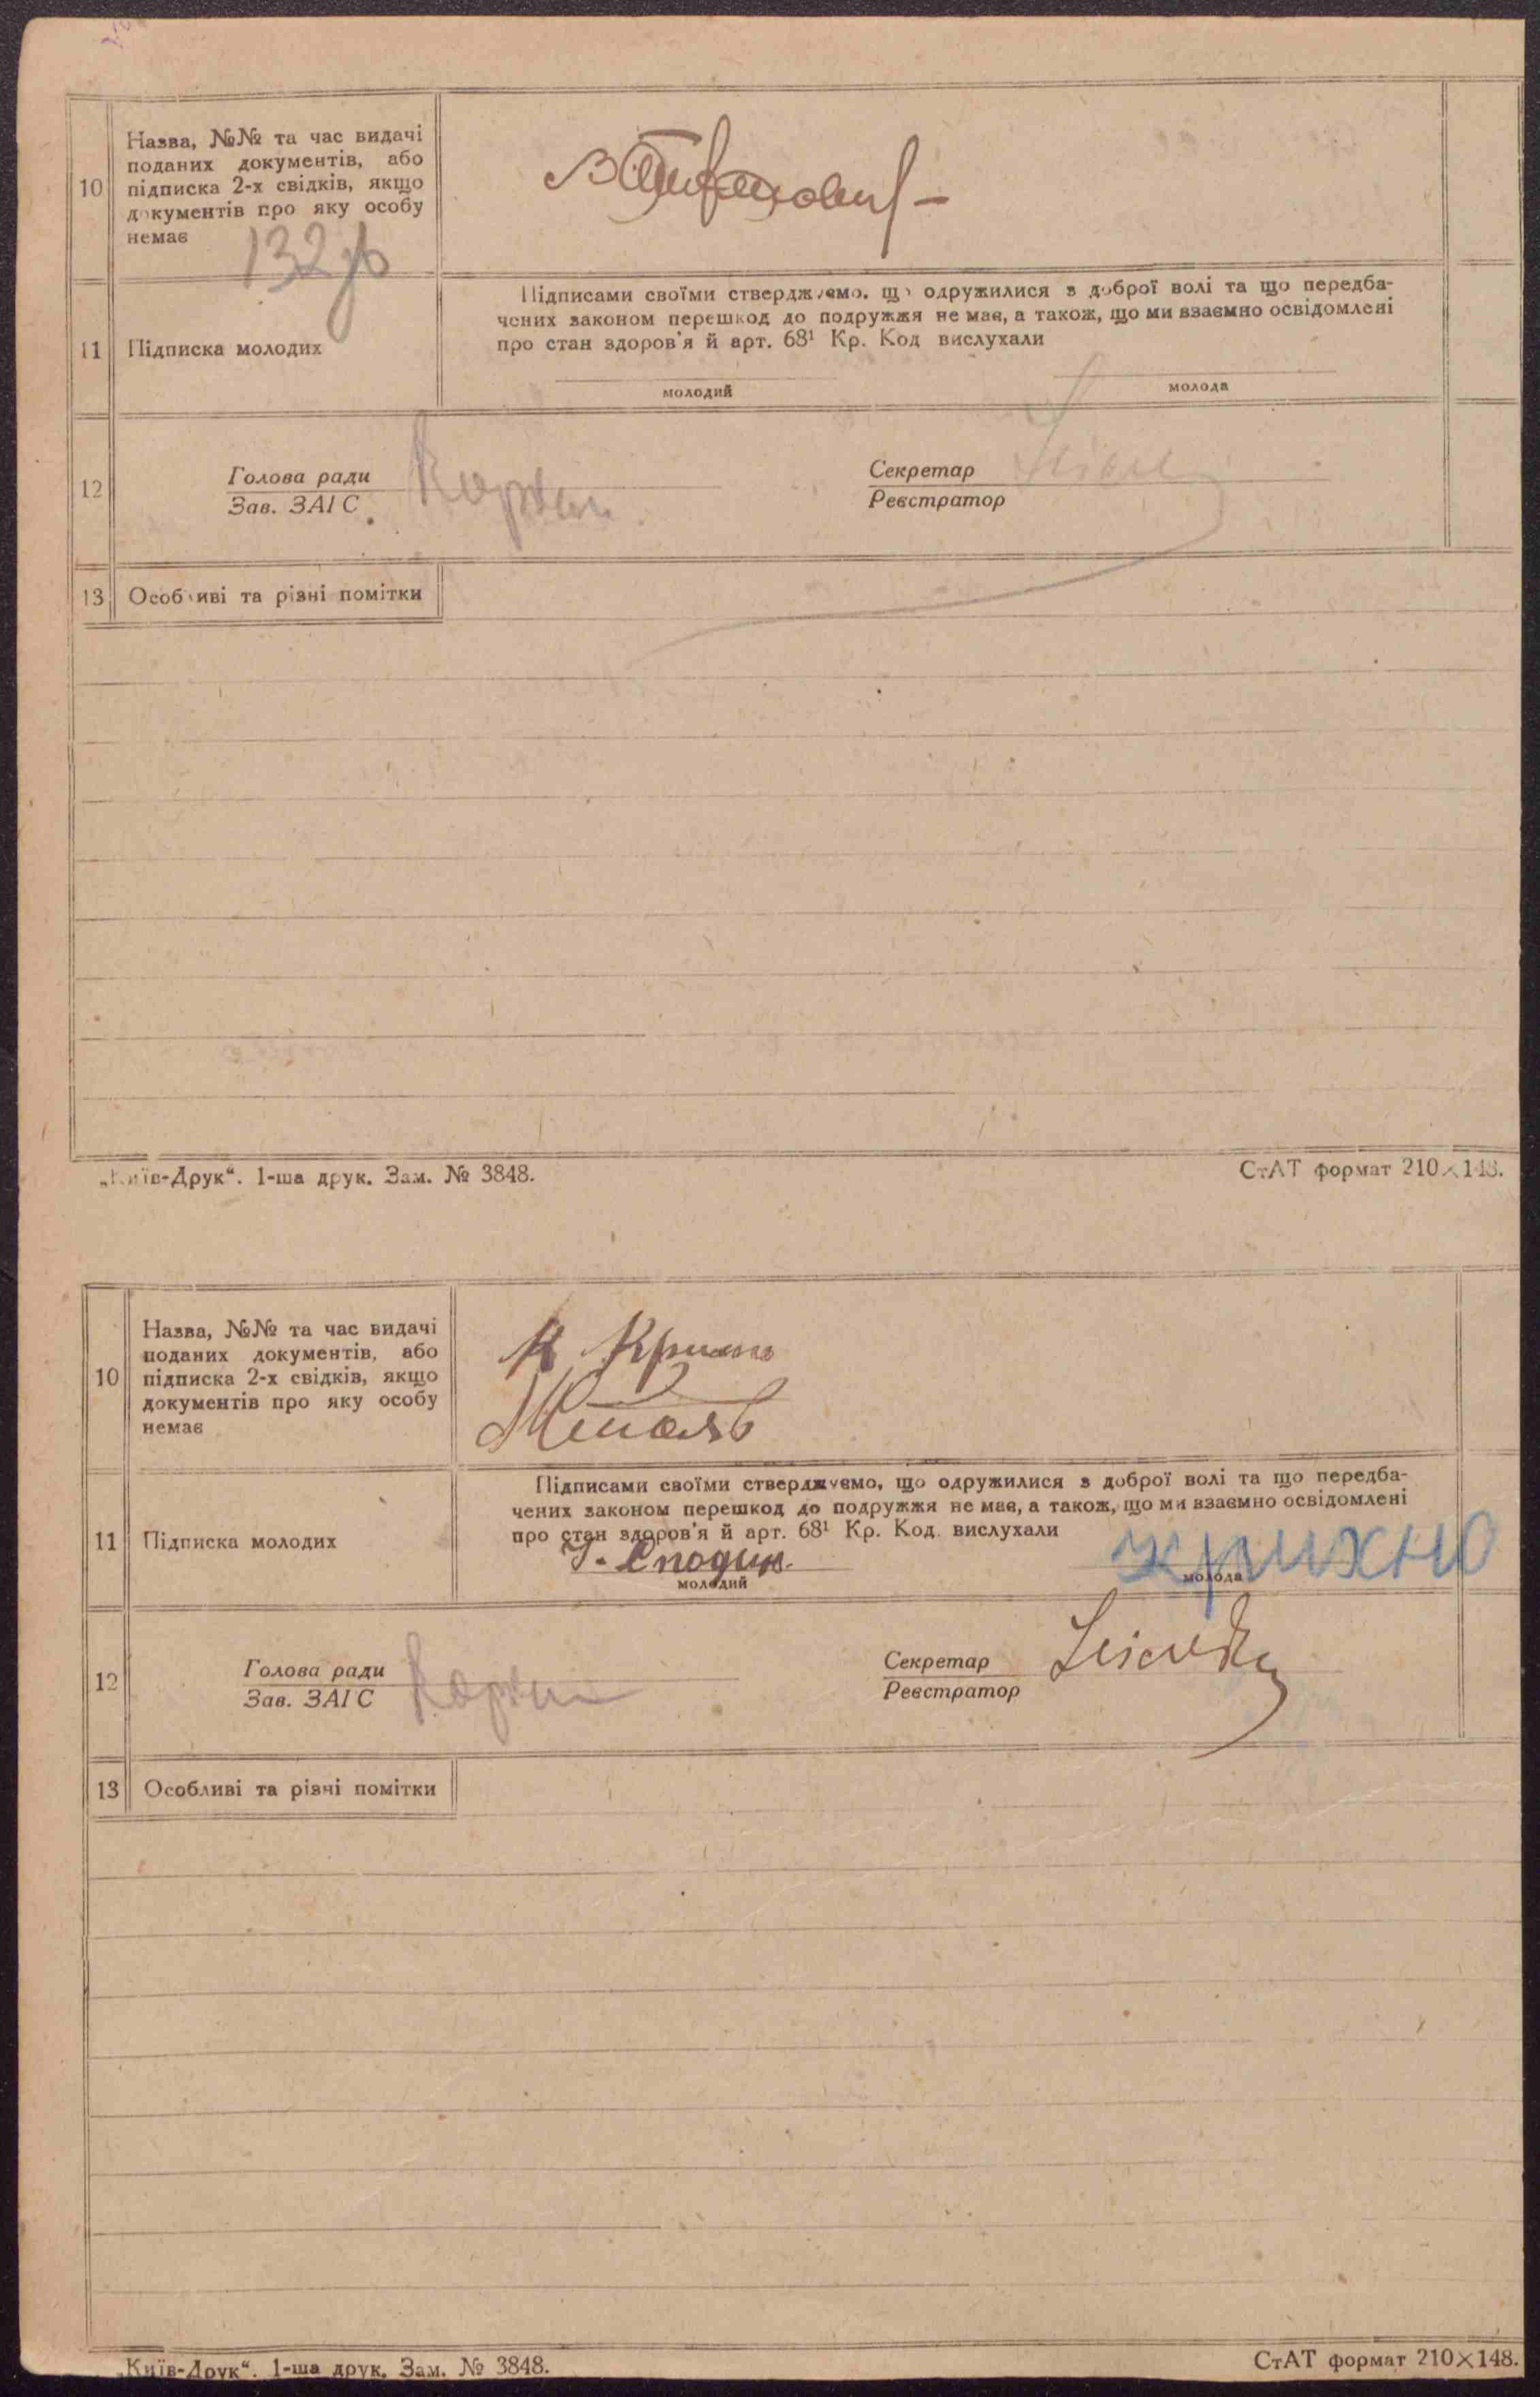 10
Назва, №№ та час видачі
поданих документів, або
підписка 2-х свідків, якщо
документів про яку особу
немає
132
Підписами своїми стверджуємо, що одружилися з доброї волі та що передба-
чених законом перешкод до подружжя не має, а також, що ми взаємно освідомлені
про стан здоров'я й арт. 68¹ Кр. Код вислухали
11 Підписка молодих
молодий молода
12
Голова ради
Зав. ЗАГС
Секретар
Реєстратор
13 Особливі та різні помітки
„Київ-Друк“. 1-ша друк. Зам. № 3848. СтАТ формат 210×148.
10
Назва, №№ та час видачі
поданих документів, або
підписка 2-х свідків, якщо
документів про яку особу
немає
Підписами своїми стверджуємо, що одружилися з доброї волі та що передба-
чених законом перешкод до подружжя не має, а також, що ми взаємно освідомлені
про стан здоров'я й арт. 68¹ Кр. Код. вислухали
11 Підписка молодих
крихно
молодий молода
12
Голова ради
Зав. ЗАГС
Секретар
Реєстратор
13 Особливі та різні помітки
„Київ-Друк“. 1-ша друк. Зам. № 3848. СтАТ формат 210×148.